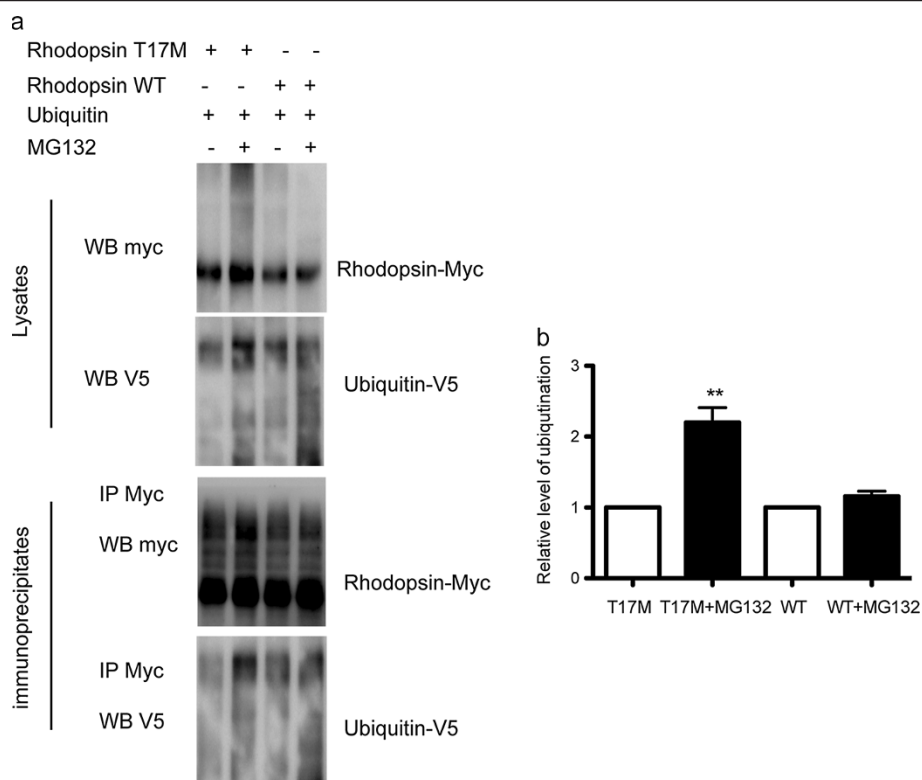 a
Rhodopsin T17M + + - -
Rhodopsin WT - - + +
Ubiquitin + + + +
MG132 - + - +
Lysates
WB myc
Rhodopsin-Myc
WB V5
Ubiquitin-V5
immunoprecipitates
IP Myc
WB myc
Rhodopsin-Myc
IP Myc
WB V5
Ubiquitin-V5
b
Relative level of ubiqutination
3
2
1
0
**
T17M T17M+MG132 WT WT+MG132